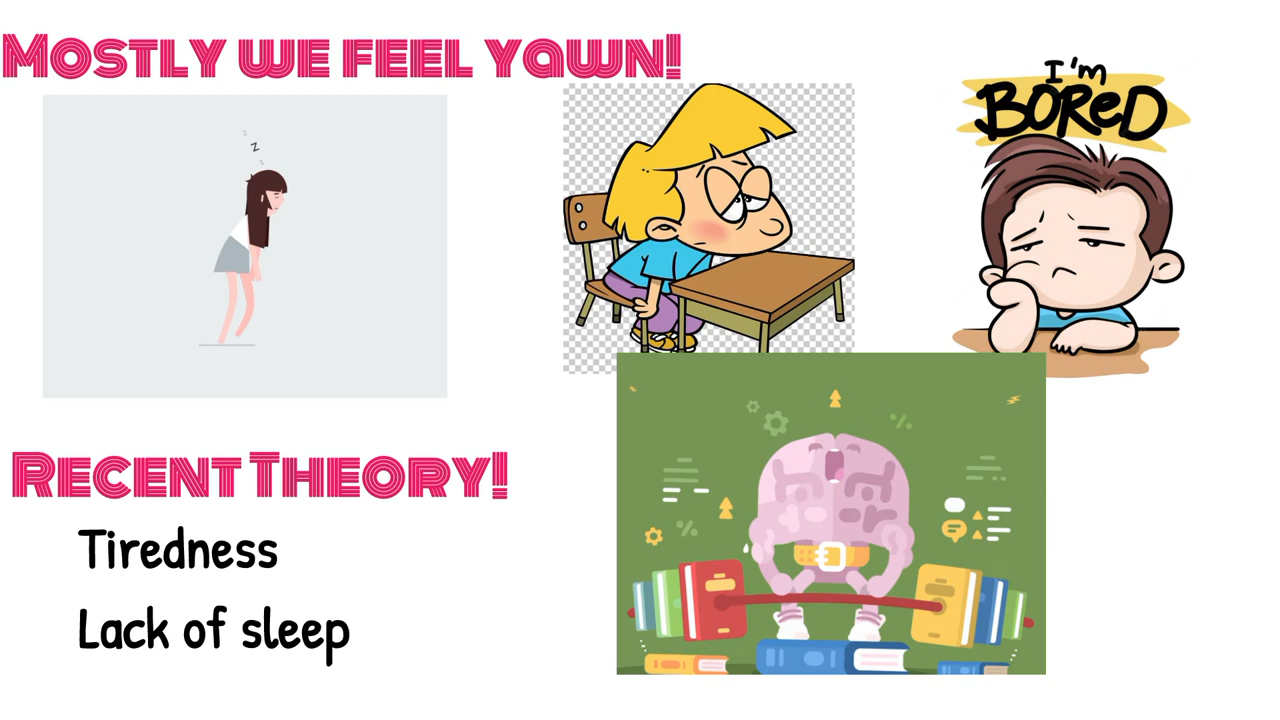 Mostly we feel yawn!
z
z
z
I'm
BOReD
Recent Theory!
Tiredness
Lack of sleep